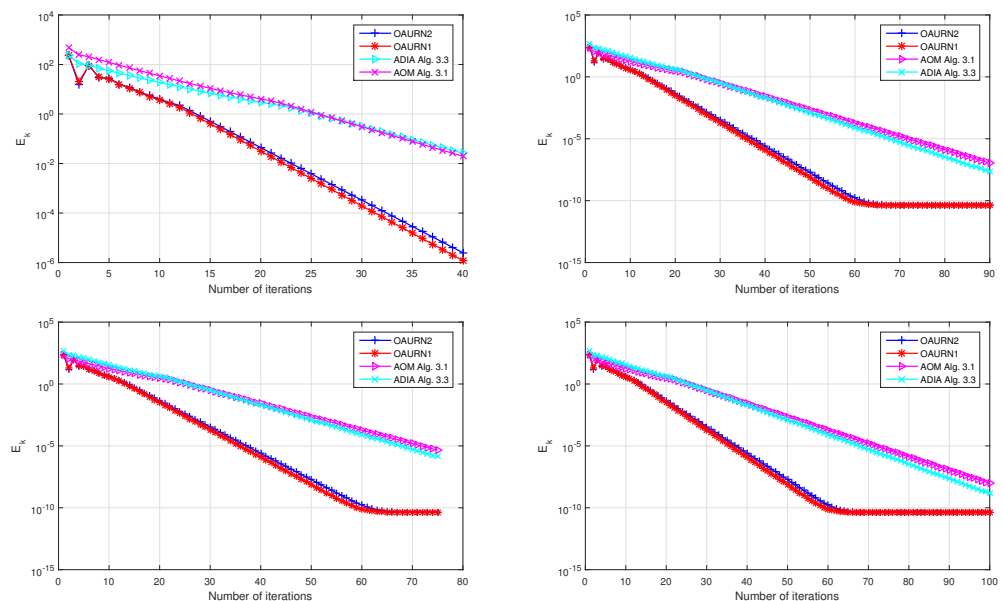 10^4
10^2
10^0
10^-2
10^-4
10^-6
E_k
0 5 10 15 20 25 30 35 40
Number of iterations
OAURN2
OAURN1
ADIA Alg. 3.3
AOM Alg. 3.1
10^5
10^0
10^-5
10^-10
10^-15
E_k
0 10 20 30 40 50 60 70 80 90
Number of iterations
OAURN2
OAURN1
AOM Alg. 3.1
ADIA Alg. 3.3
10^5
10^0
10^-5
10^-10
10^-15
E_k
0 10 20 30 40 50 60 70 80
Number of iterations
OAURN2
OAURN1
AOM Alg. 3.1
ADIA Alg. 3.3
10^5
10^0
10^-5
10^-10
10^-15
E_k
0 10 20 30 40 50 60 70 80 90 100
Number of iterations
OAURN2
OAURN1
AOM Alg. 3.1
ADIA Alg. 3.3